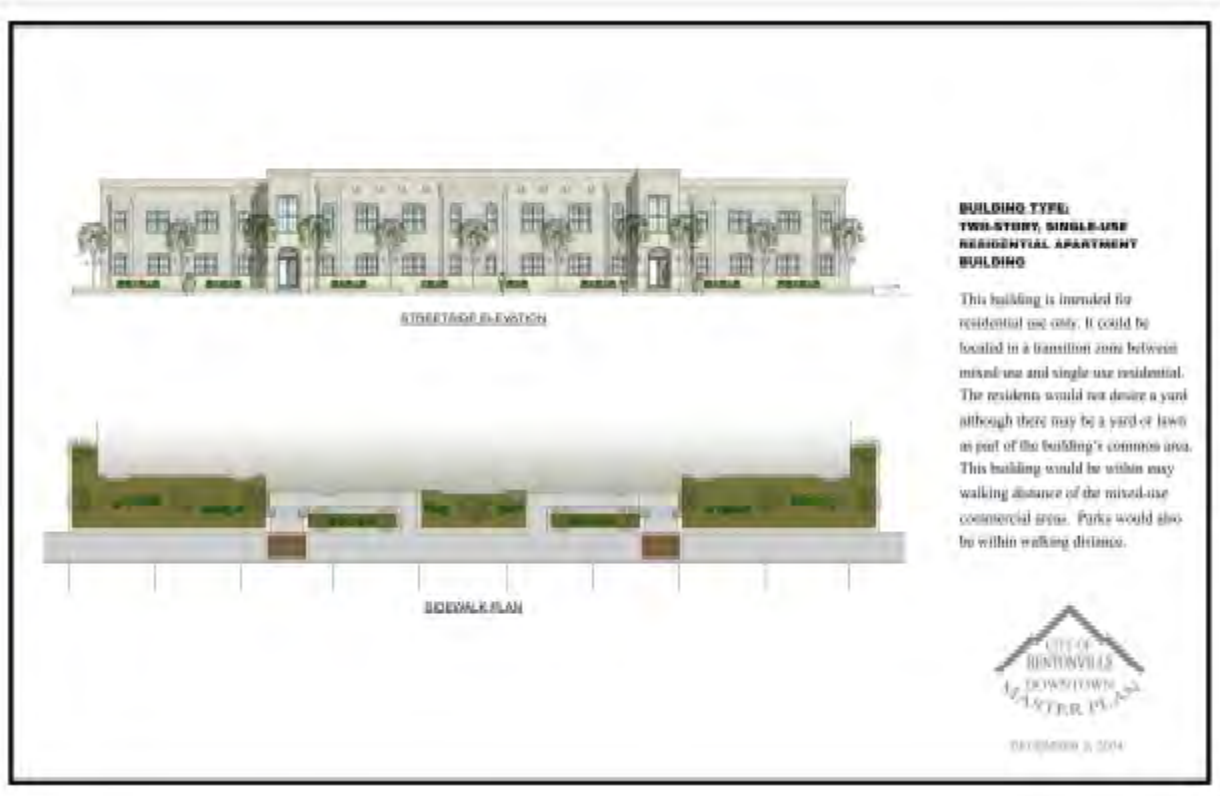 STREETSIDE ELEVATION
SIDEWALK PLAN
BUILDING TYPE:
TWO-STORY, SINGLE-USE
RESIDENTIAL APARTMENT
BUILDING
This building is intended for
residential use only. It could be
located in a transition zone between
mixed-use and single use residential.
The residents would not desire a yard
although there may be a yard or lawn
as part of the building's common area.
This building would be within easy
walking distance of the mixed-use
commercial areas. Parks would also
be within walking distance.
CITY OF
BENTONVILLE
DOWNTOWN
MASTER PLAN
DECEMBER 2004